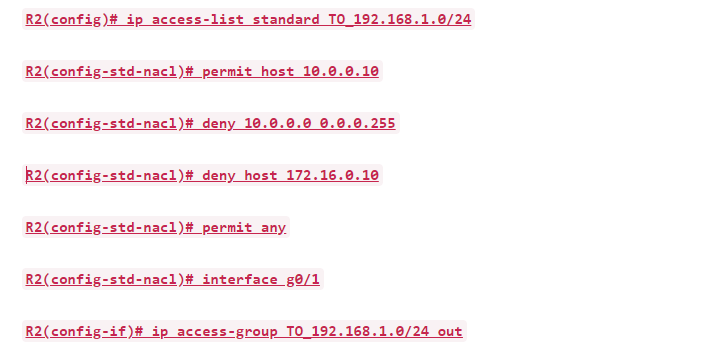 R2(config)# ip access-list standard TO_192.168.1.0/24
R2(config-std-nacl)# permit host 10.0.0.10
R2(config-std-nacl)# deny 10.0.0.0 0.0.0.255
R2(config-std-nacl)# deny host 172.16.0.10
R2(config-std-nacl)# permit any
R2(config-std-nacl)# interface g0/1
R2(config-if)# ip access-group TO_192.168.1.0/24 out